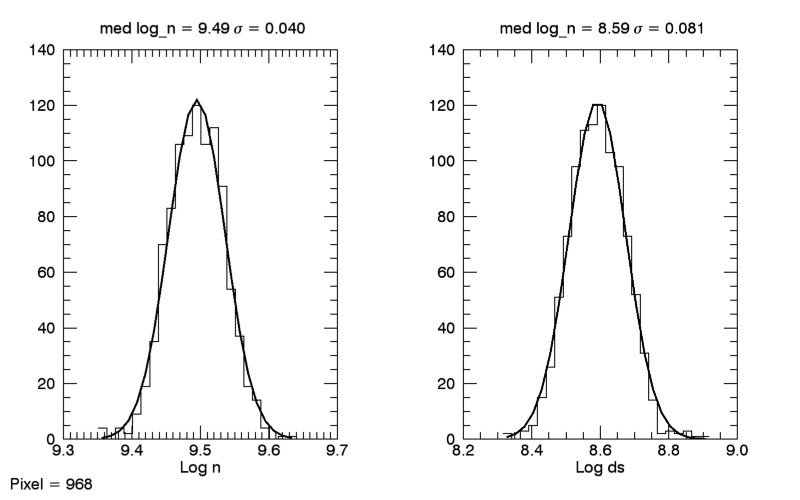 med log_n = 9.49 σ = 0.040
140
120
100
80
60
40
20
0
9.3 9.4 9.5 9.6 9.7
Log n
med log_n = 8.59 σ = 0.081
140
120
100
80
60
40
20
0
8.2 8.4 8.6 8.8 9.0
Log ds
Pixel = 968